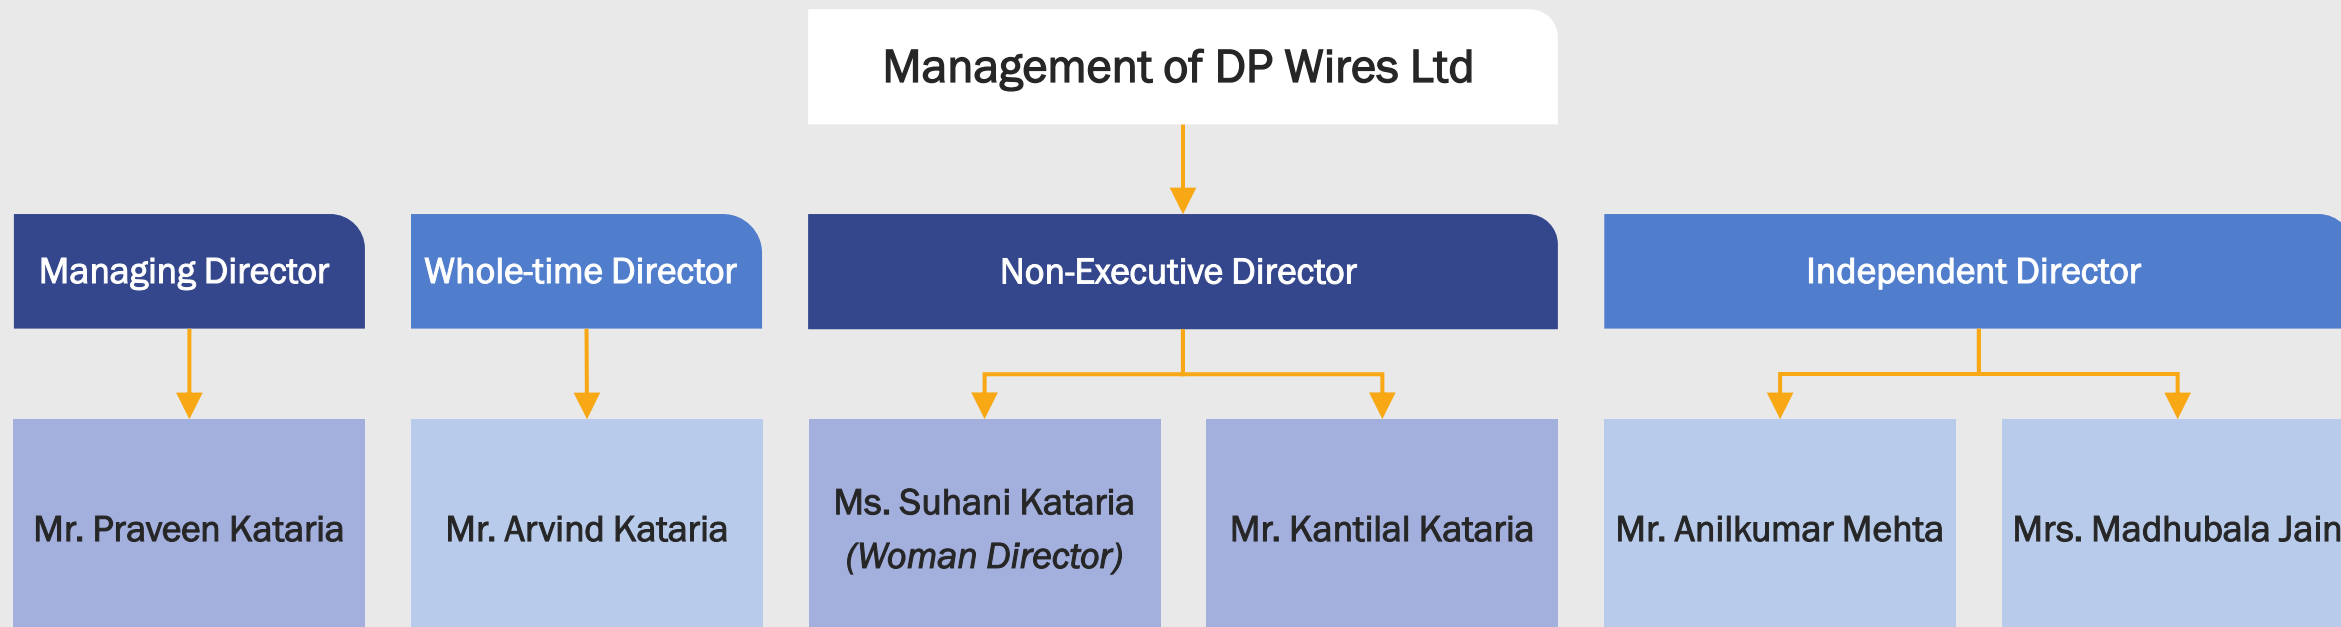 Management of DP Wires Ltd
Managing Director
Whole-time Director
Non-Executive Director
Independent Director
Mr. Praveen Kataria
Mr. Arvind Kataria
Ms. Suhani Kataria
(Woman Director)
Mr. Kantilal Kataria
Mr. Anilkumar Mehta
Mrs. Madhubala Jain